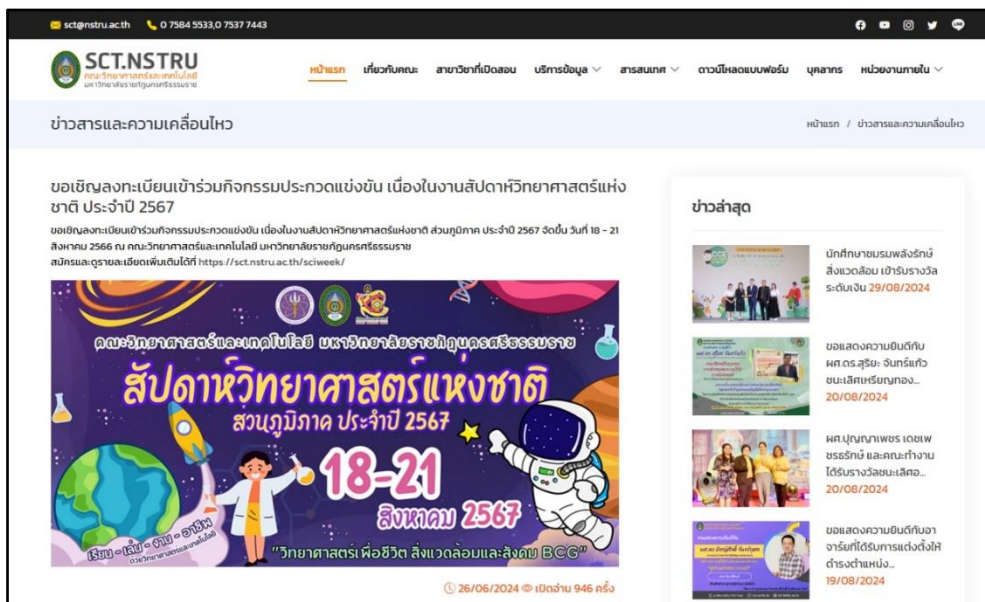 sct@nstru.ac.th 0 7584 5533,0 7537 7443
SCT.NSTRU
คณะวิทยาศาสตร์และเทคโนโลยี
มหาวิทยาลัยราชภัฏนครศรีธรรมราช
หน้าแรก เกี่ยวกับคณะ สาขาวิชาที่เปิดสอน บริการข้อมูล สารสนเทศ ดาวน์โหลดแบบฟอร์ม บุคลากร หน่วยงานภายใน
ข่าวสารและความเคลื่อนไหว
หน้าแรก / ข่าวสารและความเคลื่อนไหว
ขอเชิญลงทะเบียนเข้าร่วมกิจกรรมประกวดแข่งขัน เนื่องในงานสัปดาห์วิทยาศาสตร์แห่ง
ชาติ ประจำปี 2567
ขอเชิญลงทะเบียนเข้าร่วมกิจกรรมประกวดแข่งขัน เนื่องในงานสัปดาห์วิทยาศาสตร์แห่งชาติ ส่วนภูมิภาค ประจำปี 2567 จัดขึ้น วันที่ 18 - 21
สิงหาคม 2566 ณ คณะวิทยาศาสตร์และเทคโนโลยี มหาวิทยาลัยราชภัฏนครศรีธรรมราช
สมัครและดูรายละเอียดเพิ่มเติมได้ที่ https://sct.nstru.ac.th/sciweek/
คณะวิทยาศาสตร์และเทคโนโลยี มหาวิทยาลัยราชภัฏนครศรีธรรมราช
สัปดาห์วิทยาศาสตร์แห่งชาติ
ส่วนภูมิภาค ประจำปี 2567
18-21
สิงหาคม 2567
เรียน - เล่น - งาน - อาชีพ
ด้วยวิทยาศาสตร์และเทคโนโลยี
"วิทยาศาสตร์เพื่อชีวิต สิ่งแวดล้อมและสังคม BCG"
26/06/2024 เปิดอ่าน 946 ครั้ง
ข่าวล่าสุด
นักศึกษาชมรมพลังรักษ์
สิ่งแวดล้อม เข้ารับรางวัล
ระดับเงิน 29/08/2024
ขอแสดงความยินดีกับ
ผศ.ดร.สุริยะ จันทร์แก้ว
ชนะเลิศเหรียญทอง...
20/08/2024
ผศ.ปุญญาเพชร เดชเพ
ชรรักษ์ และคณะทำงาน
ได้รับรางวัลชนะเลิศอ...
20/08/2024
ขอแสดงความยินดีกับอา
จารย์ที่ได้รับการแต่งตั้งให้
ดำรงตำแหน่ง...
19/08/2024